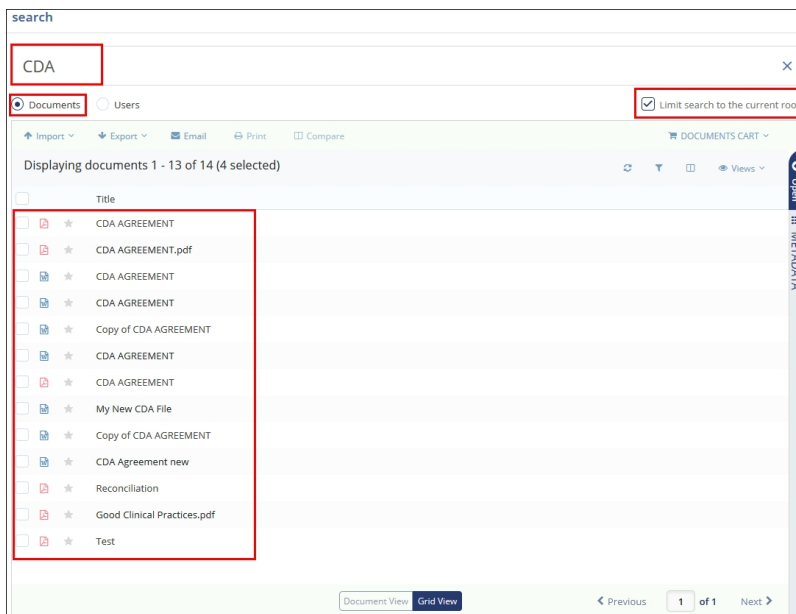 search
CDA
Documents Users Limit search to the current roo
Import Export Email Print Compare DOCUMENTS CART
Displaying documents 1 - 13 of 14 (4 selected) Views
Open
METADATA
Title
CDA AGREEMENT
CDA AGREEMENT.pdf
CDA AGREEMENT
CDA AGREEMENT
Copy of CDA AGREEMENT
CDA AGREEMENT
CDA AGREEMENT
My New CDA File
Copy of CDA AGREEMENT
CDA Agreement new
Reconciliation
Good Clinical Practices.pdf
Test
Document View Grid View Previous 1 of 1 Next